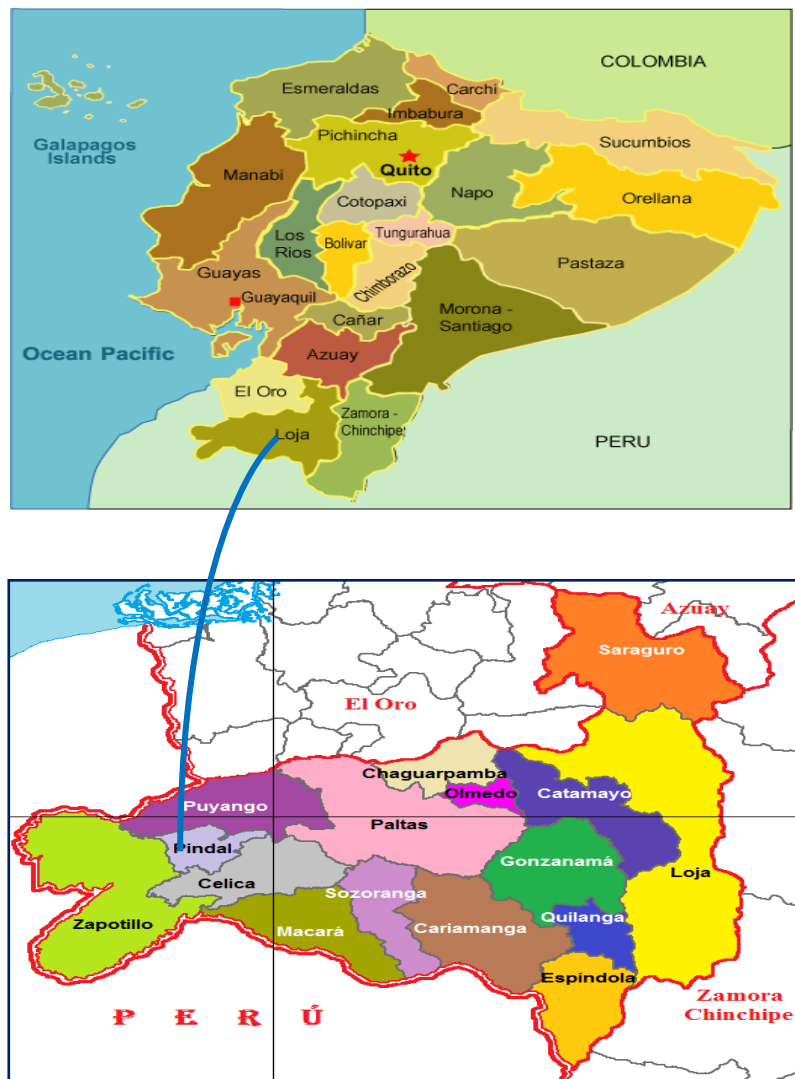 COLOMBIA
Esmeraldas
Carchi
Imbabura
Pichincha
Sucumbios
Galapagos
Islands
Quito
Manabi
Napo
Orellana
Cotopaxi
Los
Rios
Bolivar
Tungurahua
Pastaza
Guayas
Chimborazo
Guayaquil
Morona -
Santiago
Cañar
Ocean Pacific
Azuay
El Oro
Zamora -
Chinchipe
Loja
PERU
Azuay
Saraguro
El Oro
Chaguarpamba
Puyango
Olmedo
Catamayo
Paltas
Pindal
Gonzanamá
Celica
Loja
Sozoranga
Zapotillo
Macará
Cariamanga
Quilanga
Espíndola
Zamora
Chinchipe
PERÚ